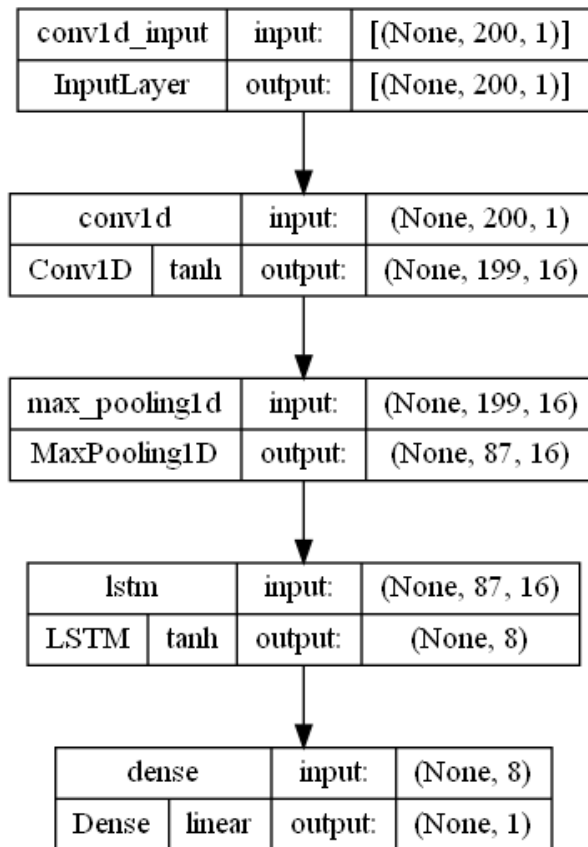 conv1d_input input: [(None, 200, 1)]
InputLayer output: [(None, 200, 1)]
conv1d input: (None, 200, 1)
Conv1D tanh output: (None, 199, 16)
max_pooling1d input: (None, 199, 16)
MaxPooling1D output: (None, 87, 16)
lstm input: (None, 87, 16)
LSTM tanh output: (None, 8)
dense input: (None, 8)
Dense linear output: (None, 1)